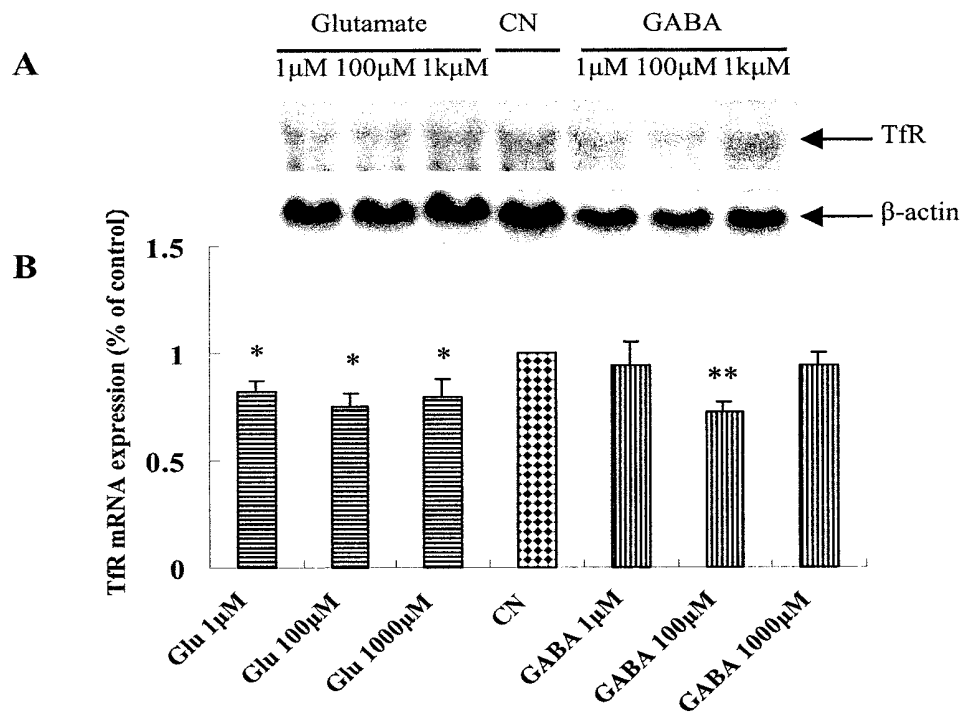 Glutamate CN GABA
A
1μM 100μM 1kμM 1μM 100μM 1kμM
TfR
β-actin
B
TfR mRNA expression (% of control)
1.5
1
0.5
0
* * * **
Glu 1μM
Glu 100μM
Glu 1000μM
CN
GABA 1μM
GABA 100μM
GABA 1000μM